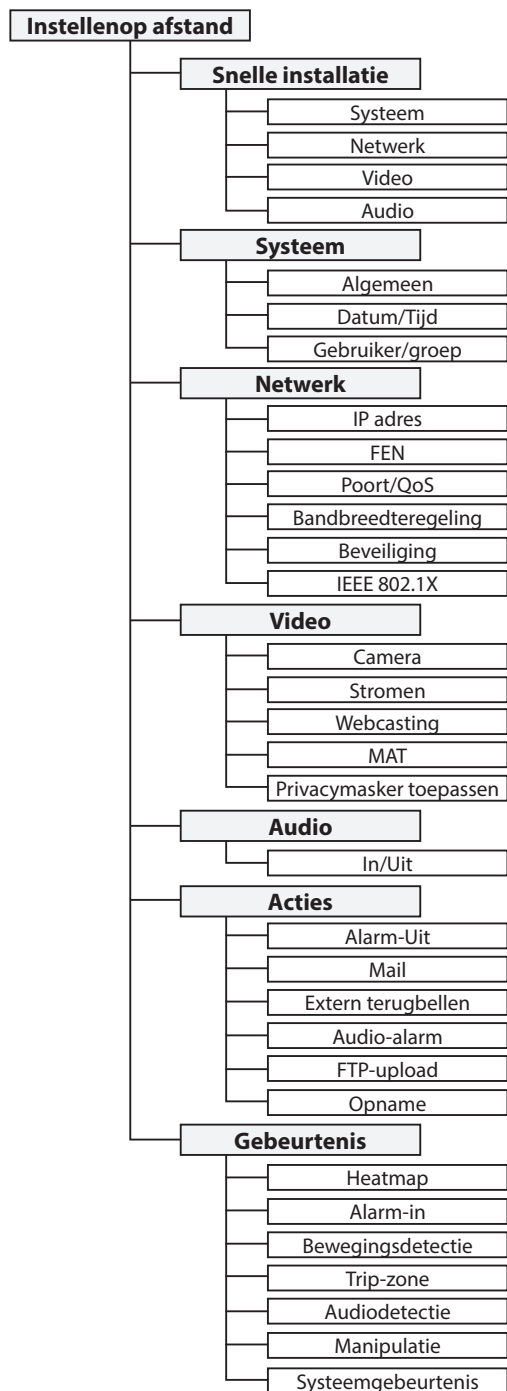 Instellenop afstand
Snelle installatie
Systeem
Netwerk
Video
Audio
Systeem
Algemeen
Datum/Tijd
Gebruiker/groep
Netwerk
IP adres
FEN
Poort/QoS
Bandbreedteregeling
Beveiliging
IEEE 802.1X
Video
Camera
Stromen
Webcasting
MAT
Privacymasker toepassen
Audio
In/Uit
Acties
Alarm-Uit
Mail
Extern terugbellen
Audio-alarm
FTP-upload
Opname
Gebeurtenis
Heatmap
Alarm-in
Bewegingsdetectie
Trip-zone
Audiodetectie
Manipulatie
Systeemgebeurtenis